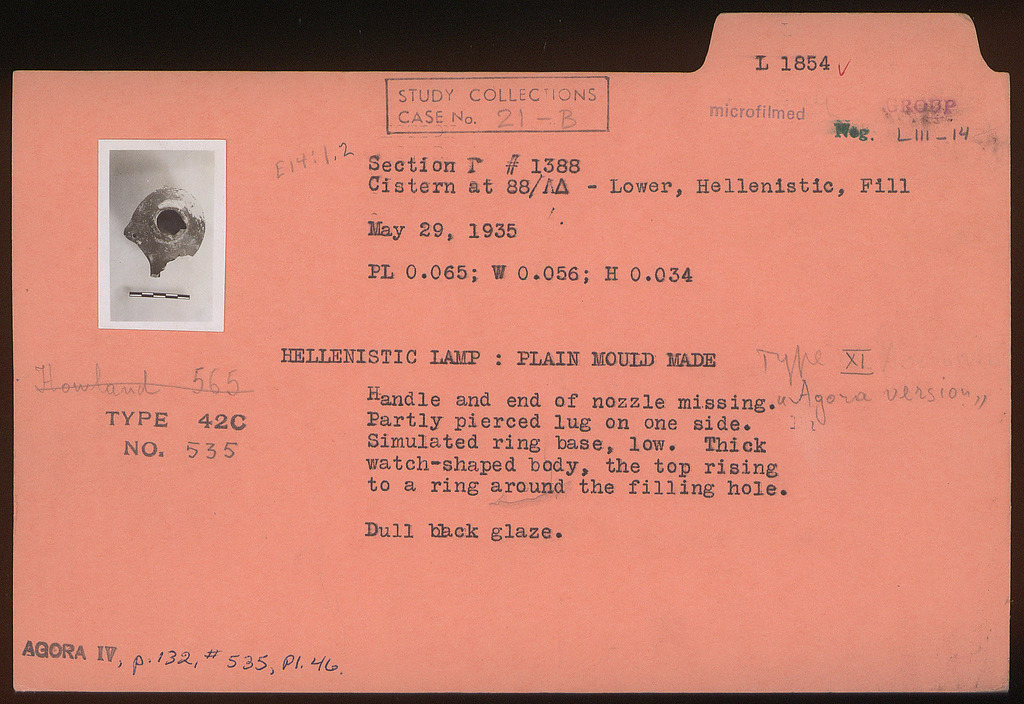 L 1854 ✓
STUDY COLLECTIONS
CASE No. 21-B
microfilmed
GROUP
Neg. LIII-14
E14:1.2
Section Γ # 1388
Cistern at 88/ΛΔ - Lower, Hellenistic, Fill
May 29, 1935
PL 0.065; W 0.056; H 0.034
HELLENISTIC LAMP : PLAIN MOULD MADE
Type XI
"Agora version"
Howland 565
TYPE 42C
NO. 535
Handle and end of nozzle missing.
Partly pierced lug on one side.
Simulated ring base, low. Thick
watch-shaped body, the top rising
to a ring around the filling hole.
Dull black glaze.
AGORA IV, p. 132, # 535, Pl. 46.